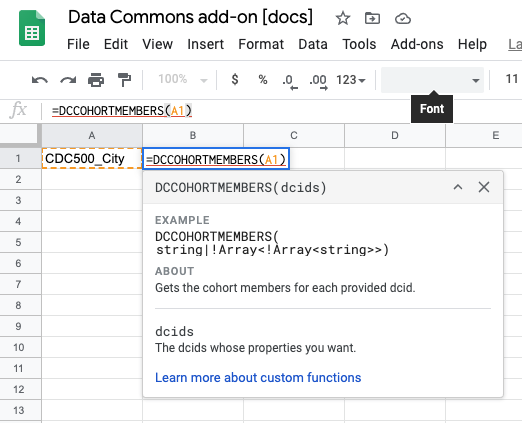 Data Commons add-on [docs]
File Edit View Insert Format Data Tools Add-ons Help La
100% $ % .0 .00 123 11
Font
fx =DCCOHORTMEMBERS(A1)
A B C D E
1 CDC500_City =DCCOHORTMEMBERS(A1)
2 DCCOHORTMEMBERS(dcids)
3
EXAMPLE
4
DCCOHORTMEMBERS(
5
string|!Array<!Array<string>>)
6
ABOUT
7 Gets the cohort members for each provided dcid.
8
9 dcids
10 The dcids whose properties you want.
11
Learn more about custom functions
12
13